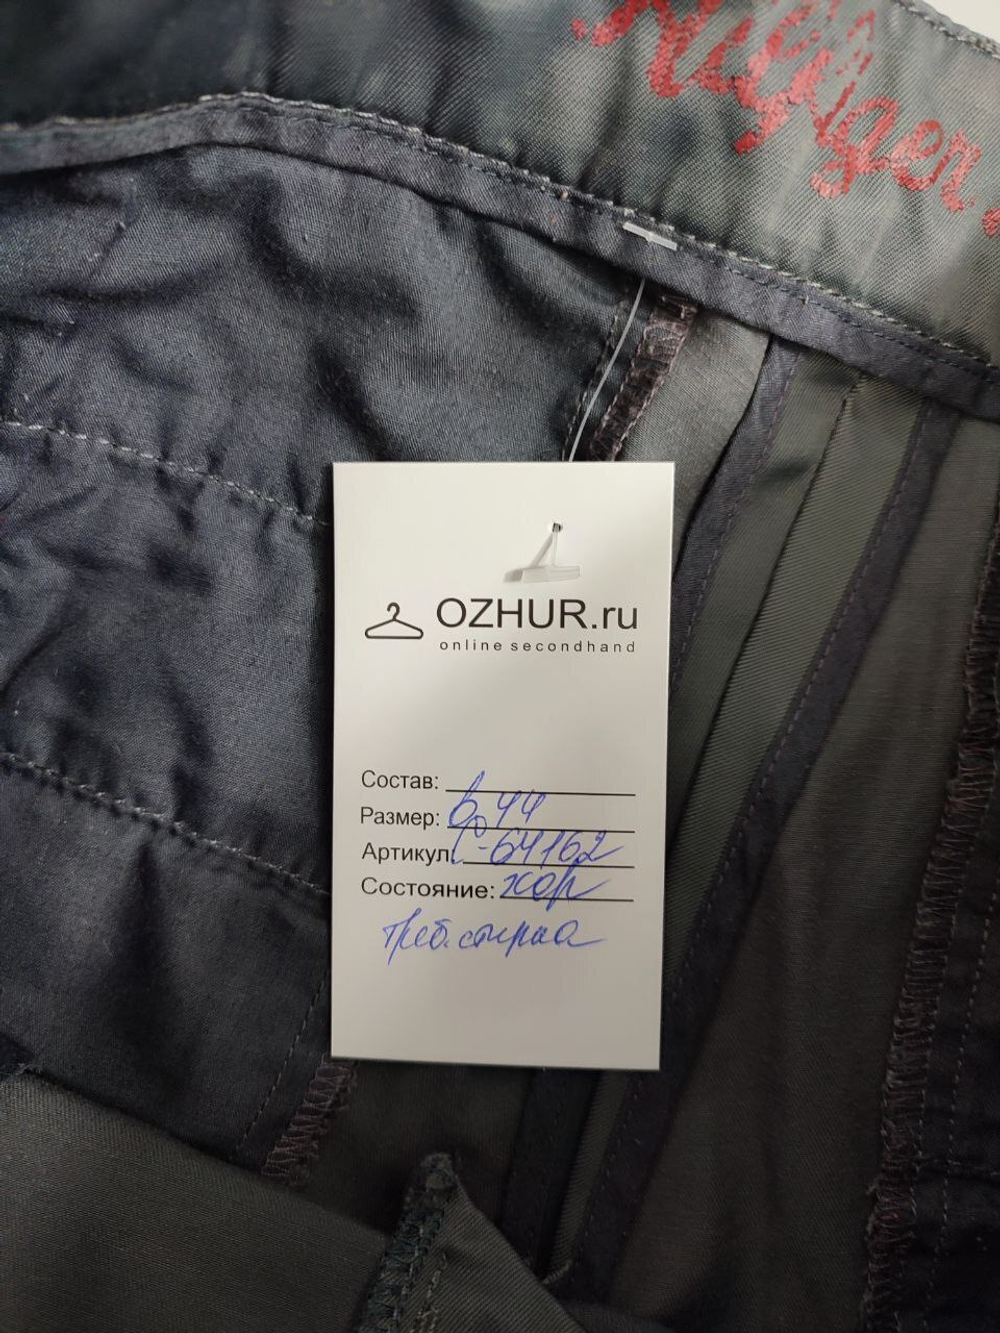 Hilfiger
OZHUR.ru
online secondhand
Состав:
Размер: в. 44
Артикул: С-64162
Состояние: хор
треб. стирка